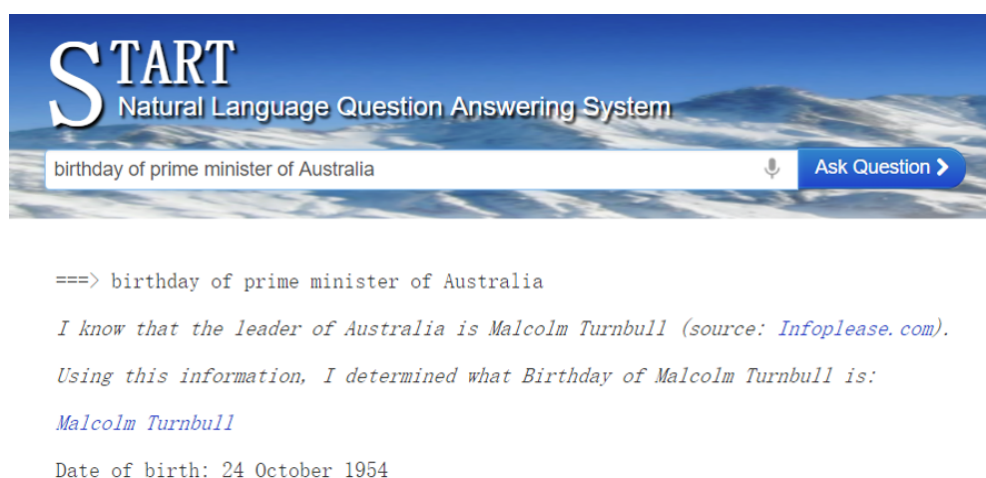 START
Natural Language Question Answering System
birthday of prime minister of Australia
Ask Question
===> birthday of prime minister of Australia
I know that the leader of Australia is Malcolm Turnbull (source: Infoplease.com).
Using this information, I determined what Birthday of Malcolm Turnbull is:
Malcolm Turnbull
Date of birth: 24 October 1954